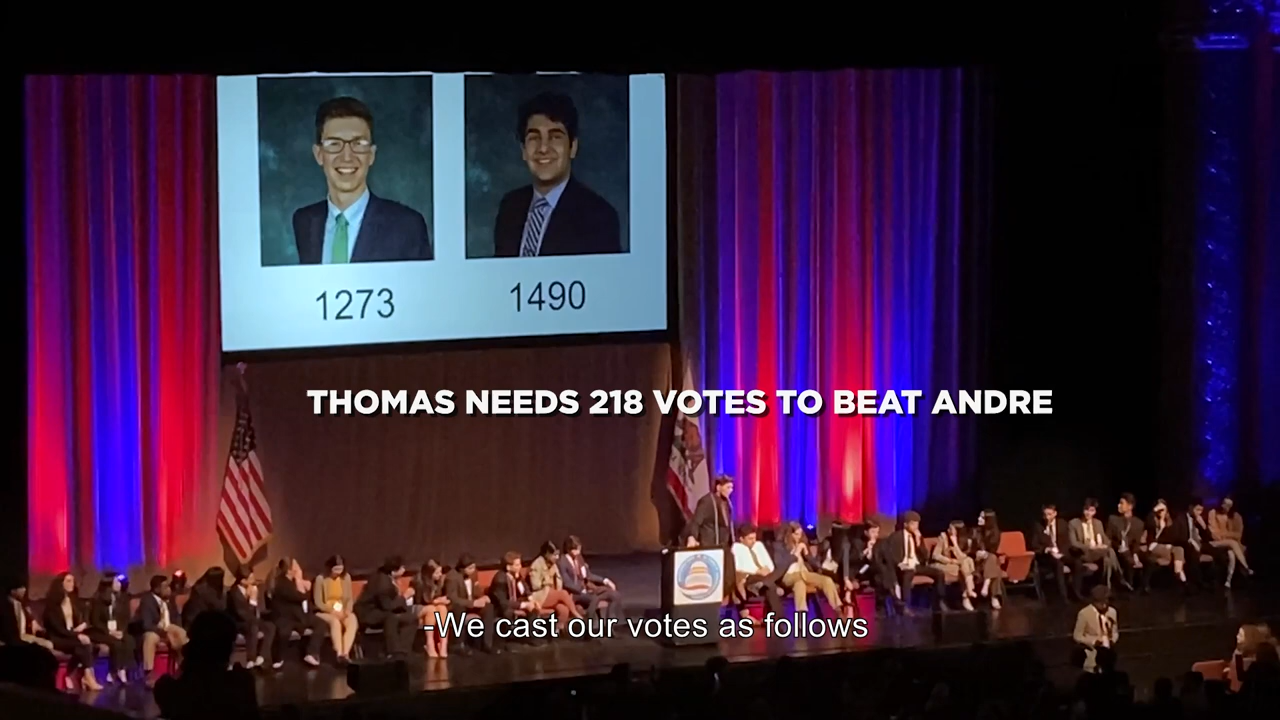 1273
1490
THOMAS NEEDS 218 VOTES TO BEAT ANDRE
-We cast our votes as follows